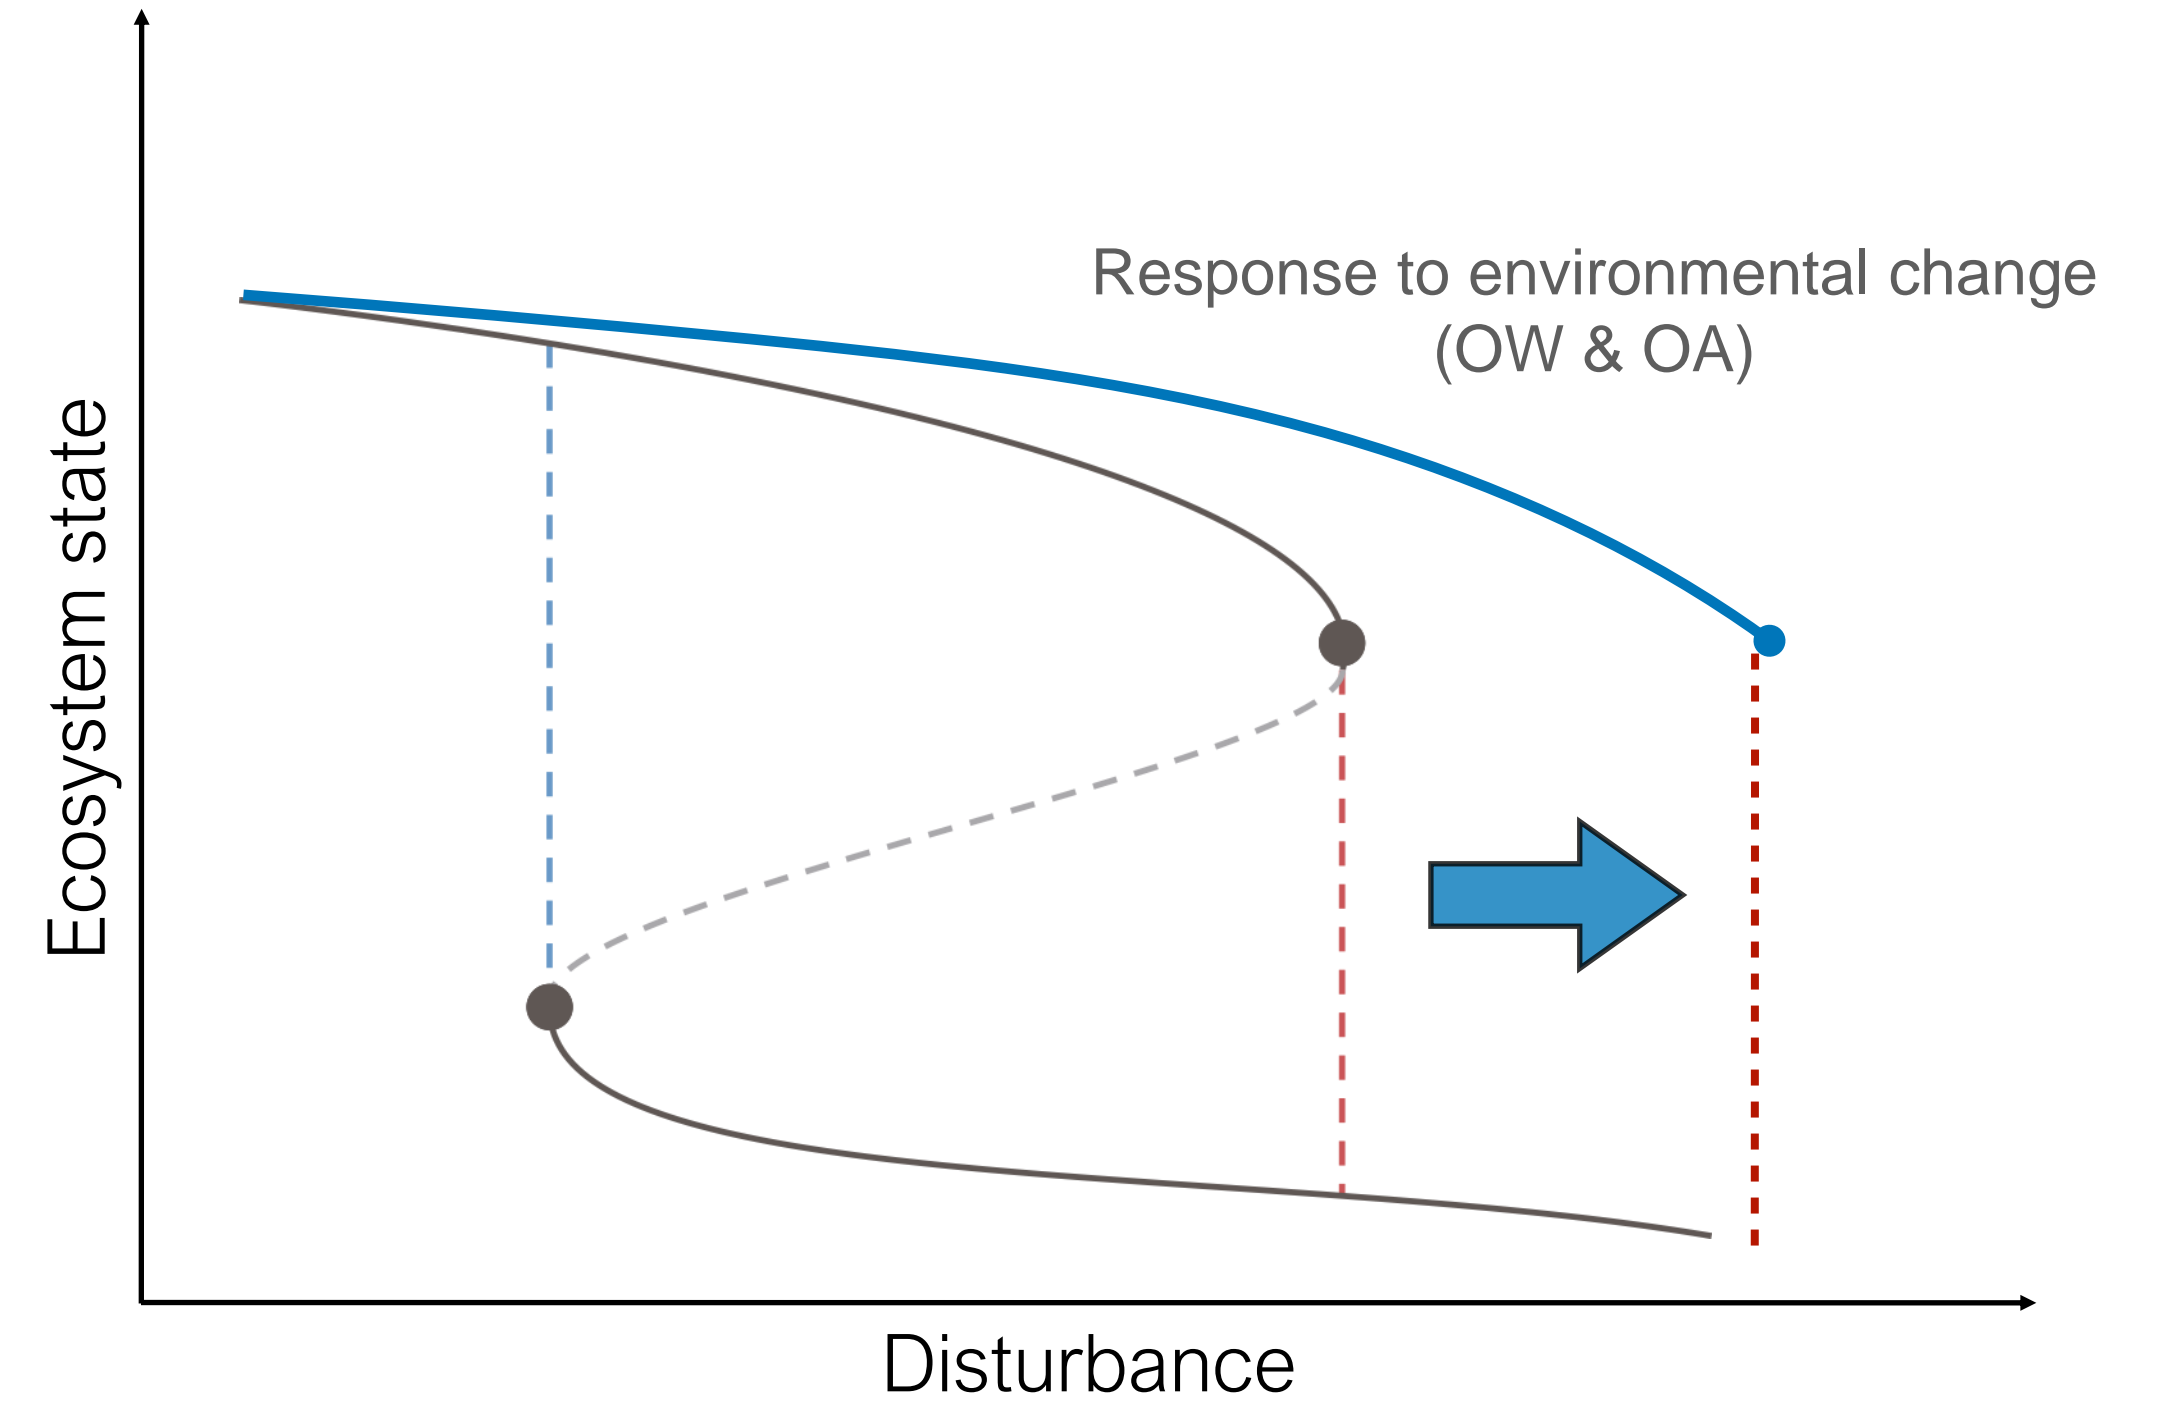 Response to environmental change
(OW & OA)
Ecosystem state
Disturbance